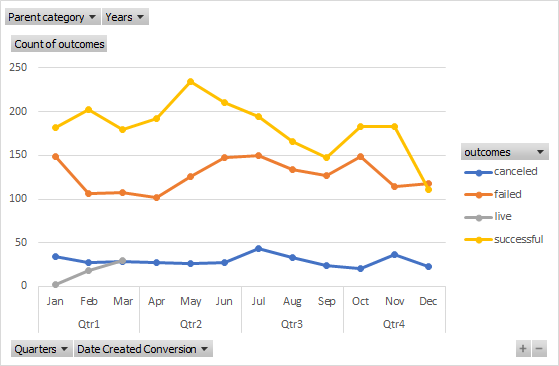 Parent category Years
Count of outcomes
250
200
150
100
50
0
Jan Feb Mar Apr May Jun Jul Aug Sep Oct Nov Dec
Qtr1 Qtr2 Qtr3 Qtr4
outcomes
canceled
failed
live
successful
Quarters Date Created Conversion
+ −